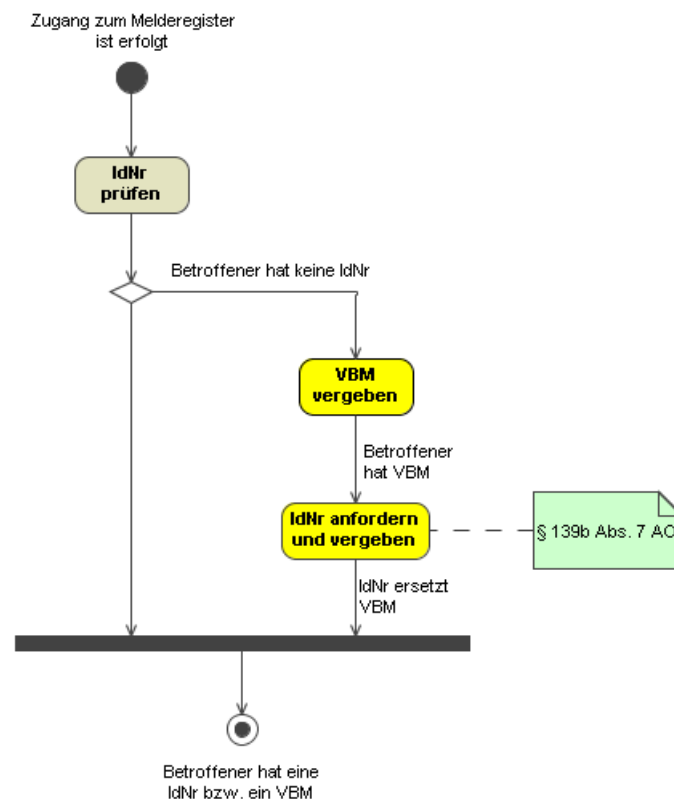 Zugang zum Melderegister
ist erfolgt
IdNr
prüfen
Betroffener hat keine IdNr
VBM
vergeben
Betroffener
hat VBM
IdNr anfordern
und vergeben
§ 139b Abs. 7 AO
IdNr ersetzt
VBM
Betroffener hat eine
IdNr bzw. ein VBM